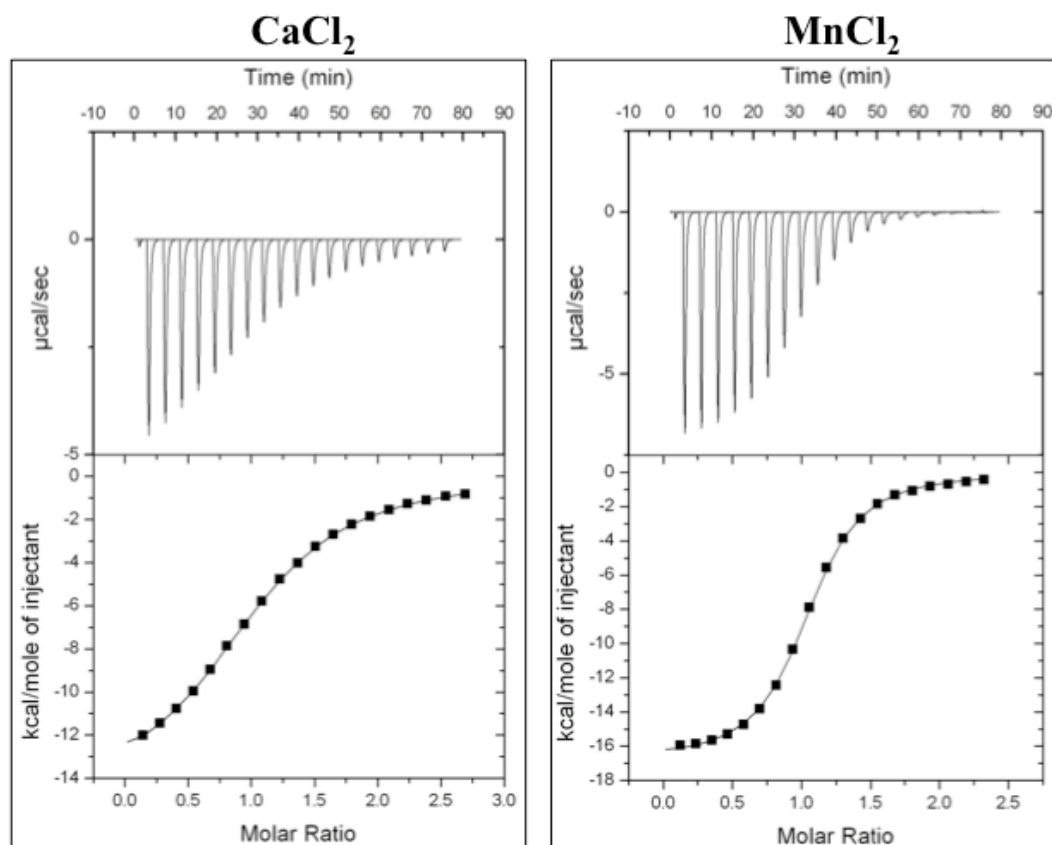 CaCl₂
Time (min)
-10 0 10 20 30 40 50 60 70 80 90
0
-5
µcal/sec
0
-2
-4
-6
-8
-10
-12
-14
kcal/mole of injectant
0.0 0.5 1.0 1.5 2.0 2.5 3.0
Molar Ratio
MnCl₂
Time (min)
-10 0 10 20 30 40 50 60 70 80 90
0
-5
µcal/sec
0
-2
-4
-6
-8
-10
-12
-14
-16
-18
kcal/mole of injectant
0.0 0.5 1.0 1.5 2.0 2.5
Molar Ratio